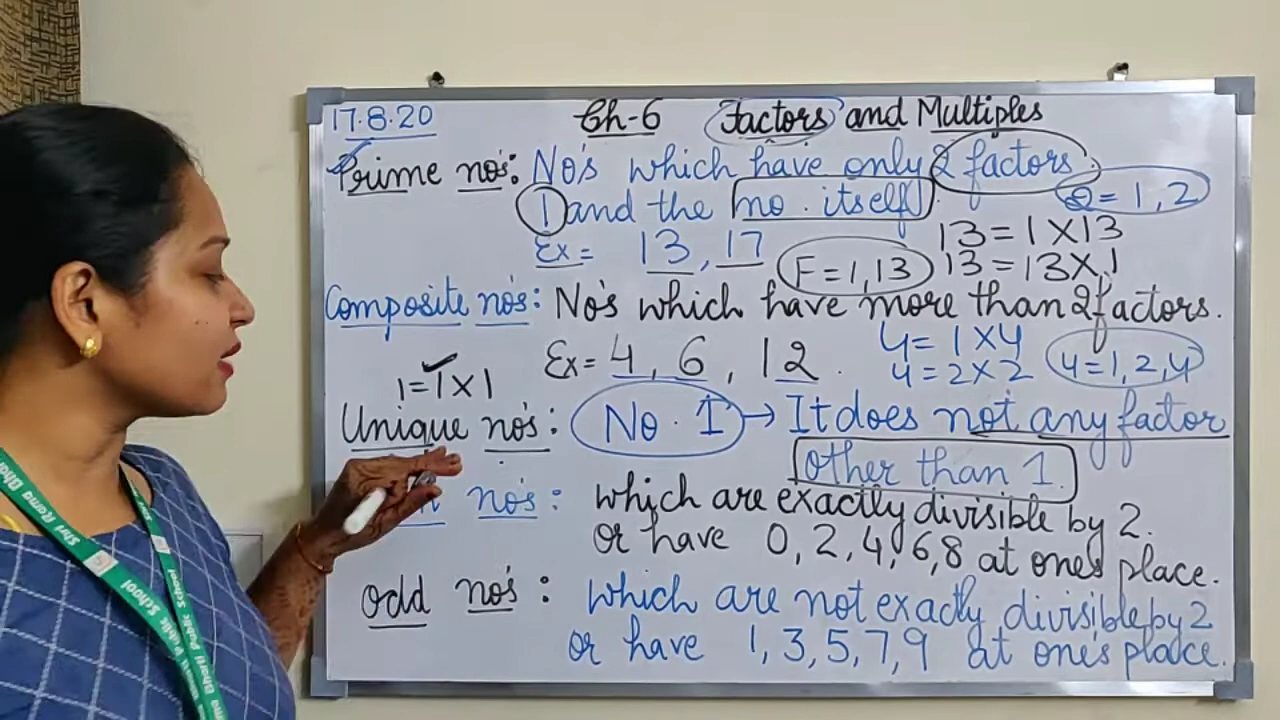 17.8.20 Ch-6 Factors and Multiples
Prime no's: No's which have only 2 factors
1 and the no. itself. 2 = 1, 2
Ex = 13, 17 F = 1, 13 13 = 1 X 13
13 = 13 X 1
Composite no's: No's which have more than 2 factors.
Ex = 4, 6, 12. 4 = 1 X 4
4 = 2 X 2 4 = 1, 2, 4
1 = 1 X 1
Unique no's: No. 1 → It does not any factor
other than 1.
no's: which are exactly divisible by 2.
or have 0, 2, 4, 6, 8 at one's place.
Odd no's: which are not exactly divisible by 2
or have 1, 3, 5, 7, 9 at one's place.
Shri Rama Bharti Public School